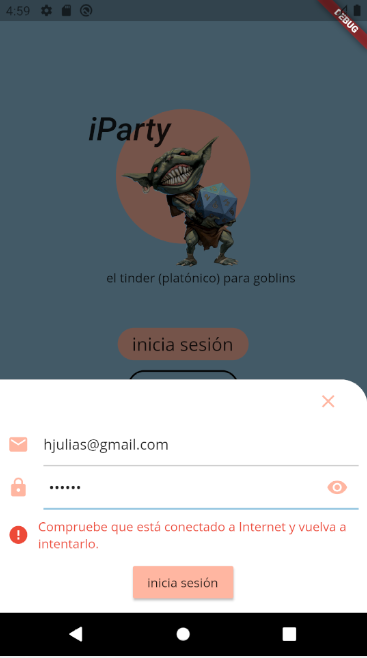 4:59
DEBUG
iParty
el tinder (platónico) para goblins
inicia sesión
hjulias@gmail.com
••••••
Compruebe que está conectado a Internet y vuelva a
intentarlo.
inicia sesión